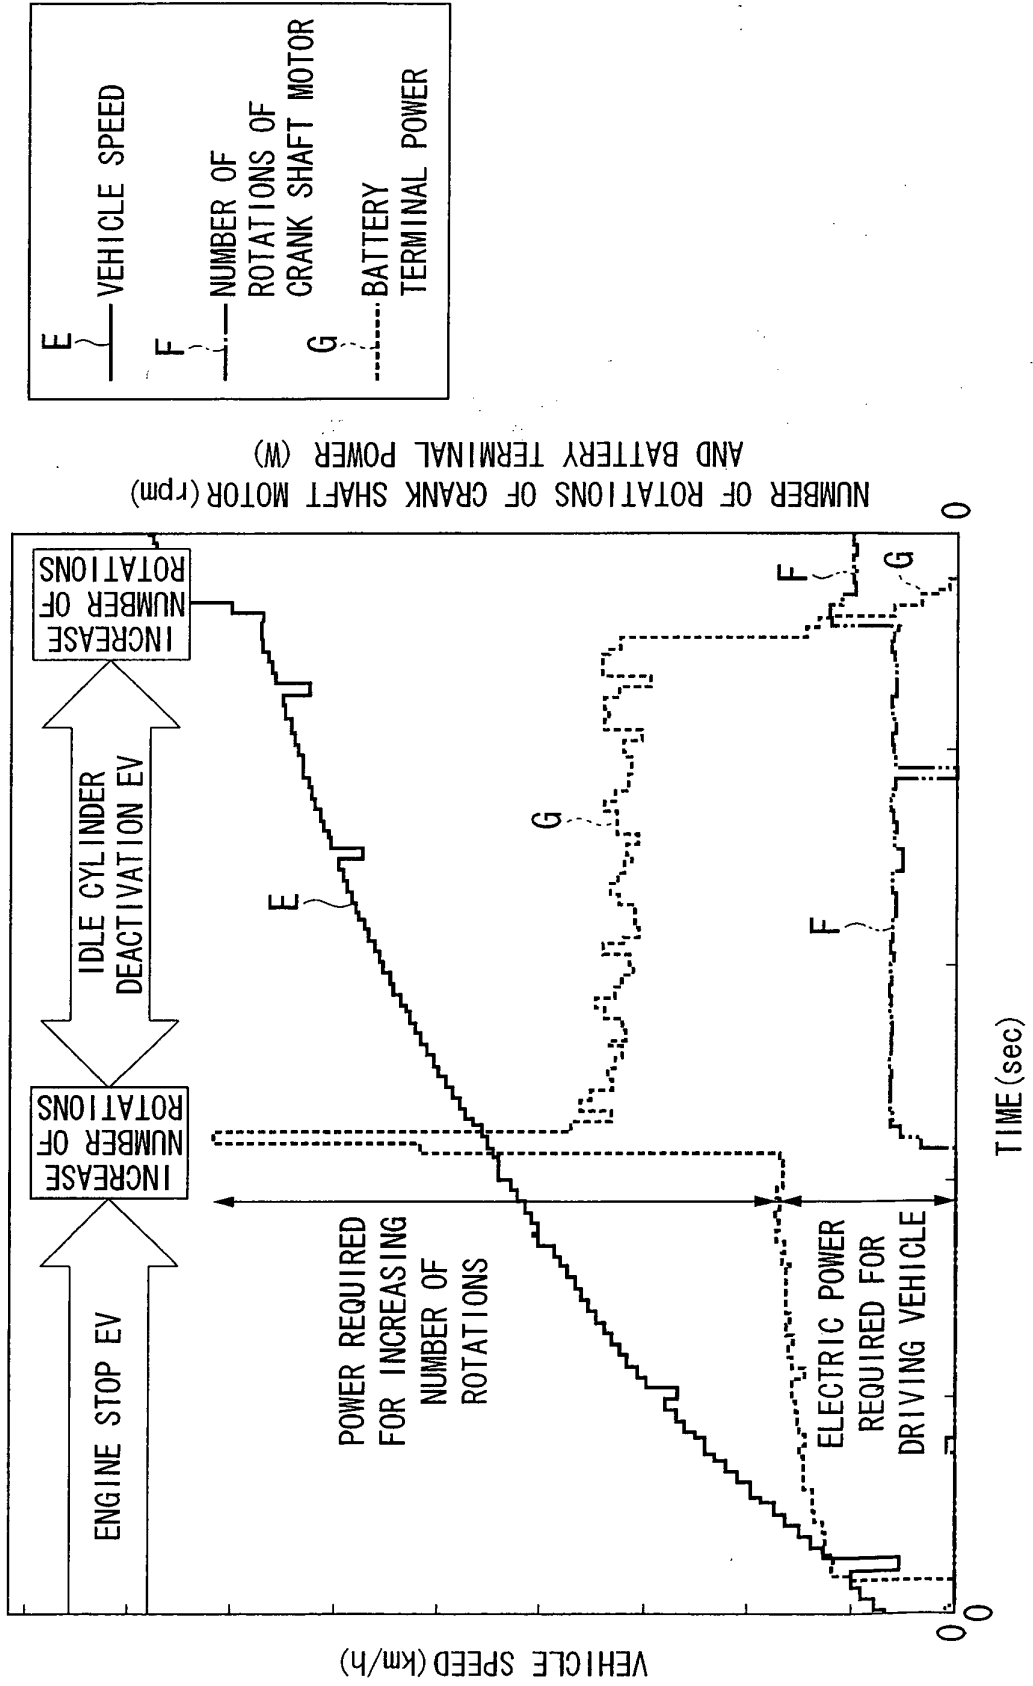 ENGINE STOP EV
INCREASE
NUMBER OF
ROTATIONS
IDLE CYLINDER
DEACTIVATION EV
INCREASE
NUMBER OF
ROTATIONS
VEHICLE SPEED(km/h)
POWER REQUIRED
FOR INCREASING
NUMBER OF
ROTATIONS
ELECTRIC POWER
REQUIRED FOR
DRIVING VEHICLE
E
G
F
F
G
0
0
0
TIME(sec)
NUMBER OF ROTATIONS OF CRANK SHAFT MOTOR(rpm)
AND BATTERY TERMINAL POWER (W)
E
VEHICLE SPEED
F
NUMBER OF
ROTATIONS OF
CRANK SHAFT MOTOR
G
BATTERY
TERMINAL POWER